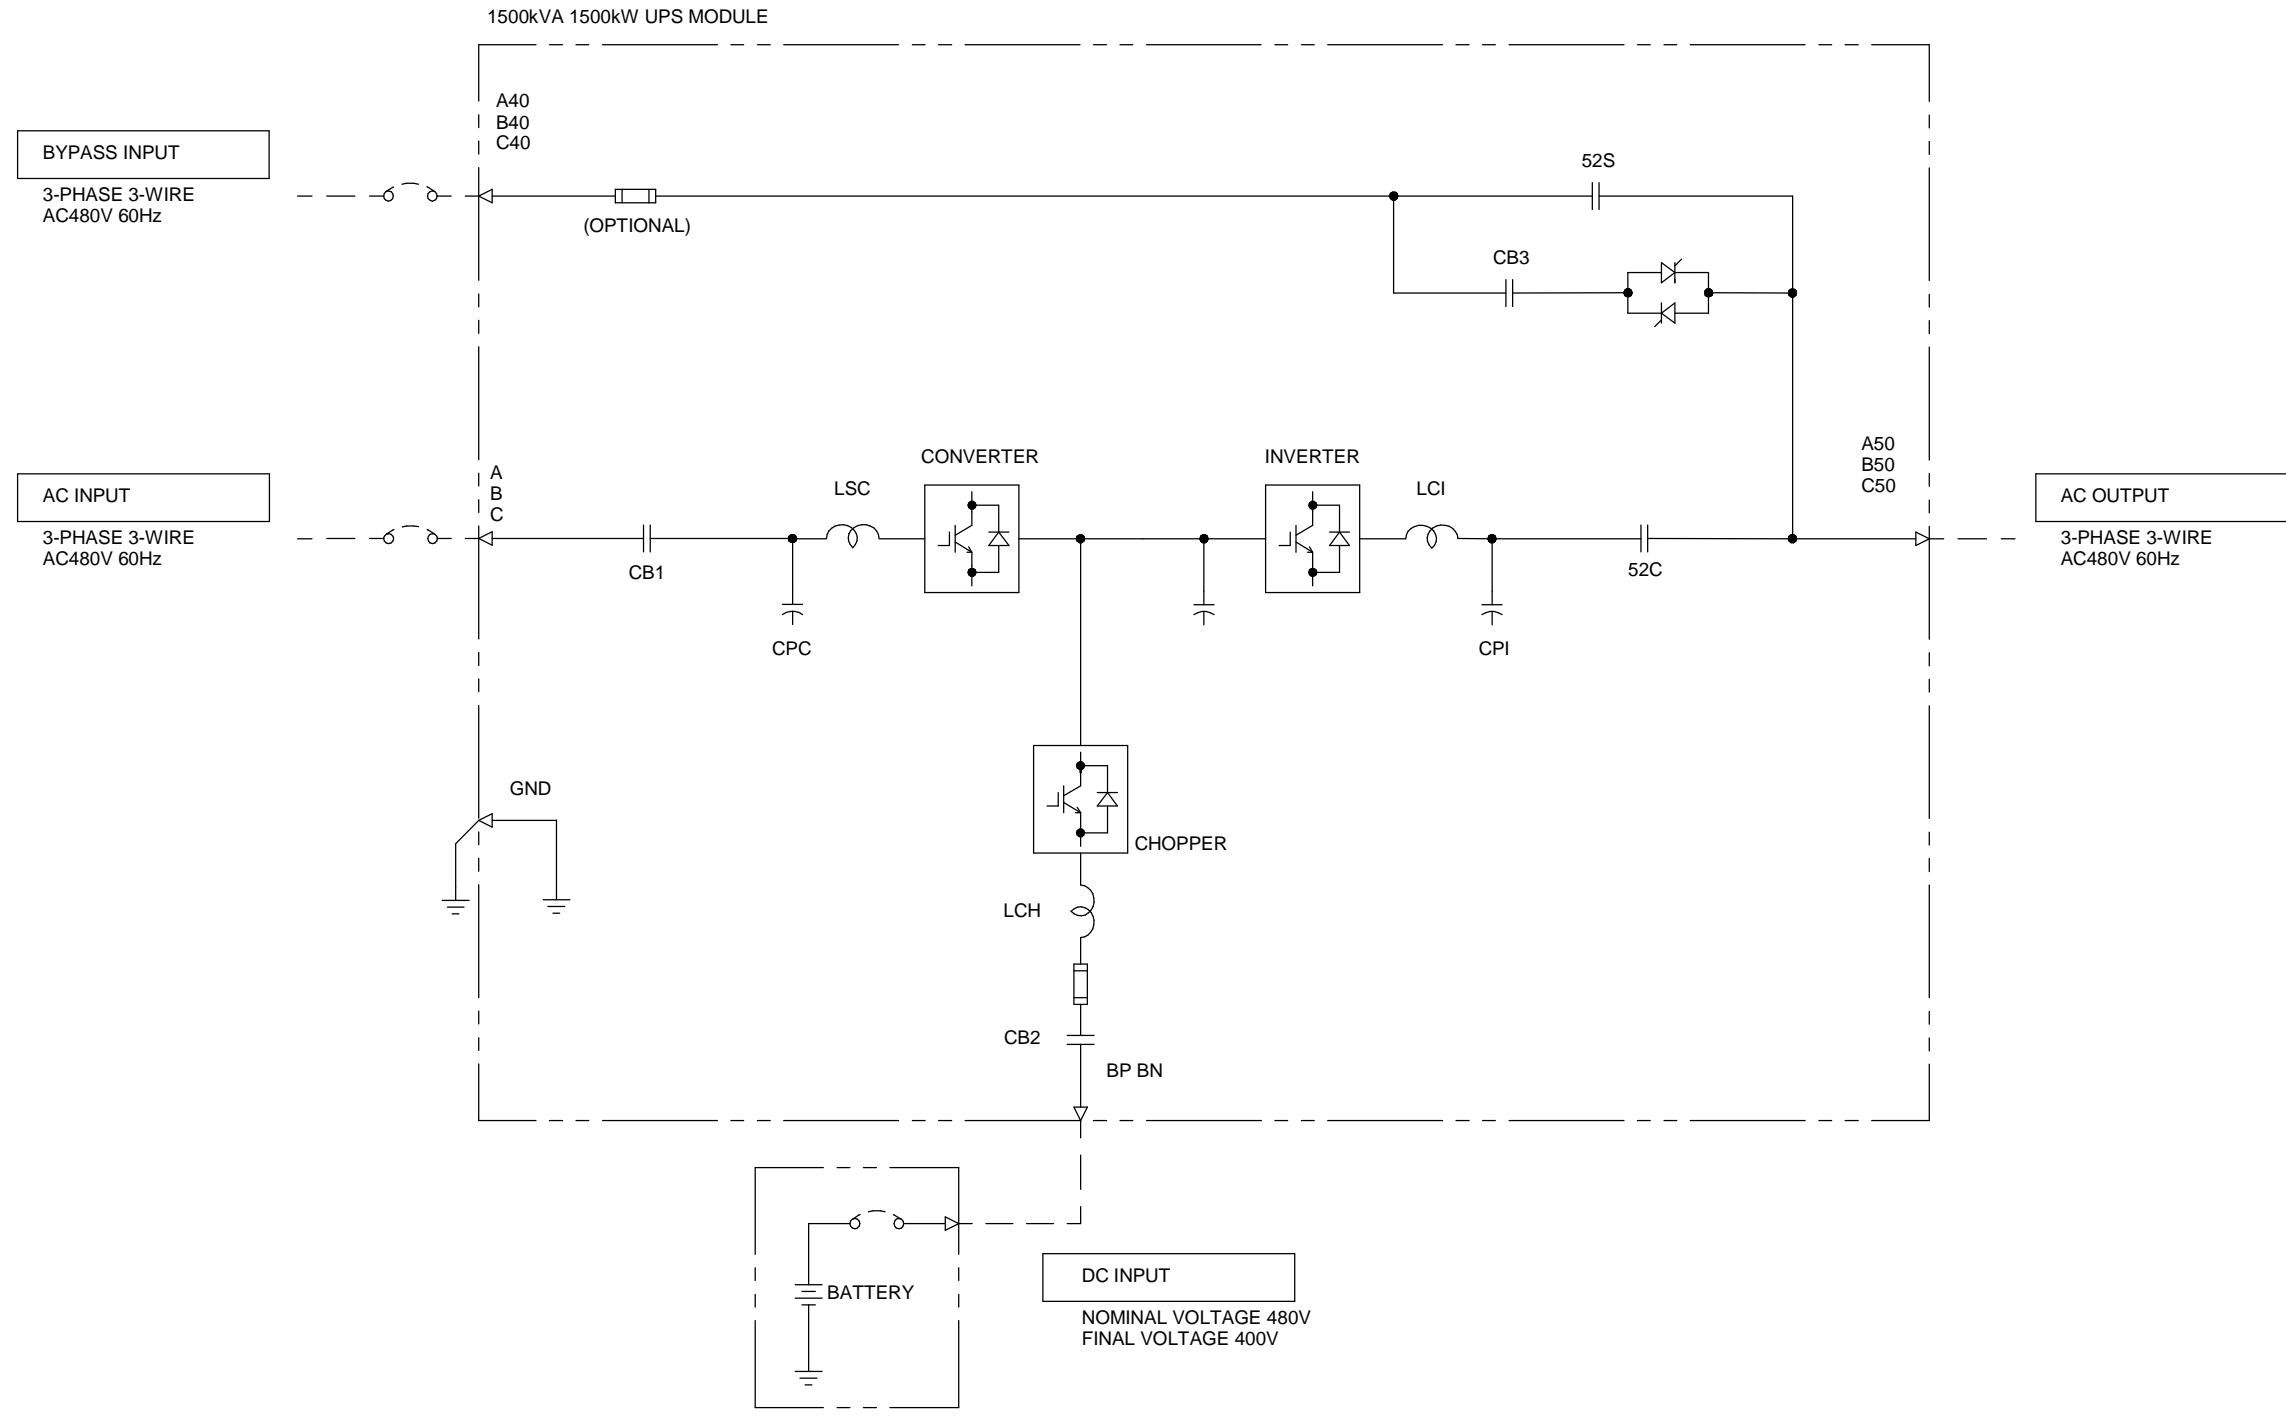 1500kVA 1500kW UPS MODULE
A40
B40
C40
BYPASS INPUT
3-PHASE 3-WIRE
AC480V 60Hz
(OPTIONAL)
52S
CB3
A
B
C
AC INPUT
3-PHASE 3-WIRE
AC480V 60Hz
CB1
CPC
LSC
CONVERTER
INVERTER
LCI
CPI
52C
A50
B50
C50
AC OUTPUT
3-PHASE 3-WIRE
AC480V 60Hz
GND
CHOPPER
LCH
CB2
BP BN
BATTERY
DC INPUT
NOMINAL VOLTAGE 480V
FINAL VOLTAGE 400V